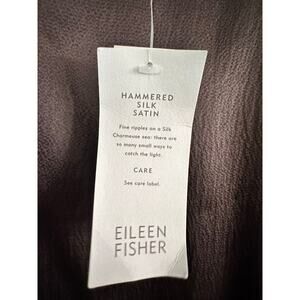 HAMMERED
SILK
SATIN
Fine ripples on a Silk
Charmeuse sea: there are
so many small ways to
catch the light.
CARE
See care label.
EILEEN
FISHER